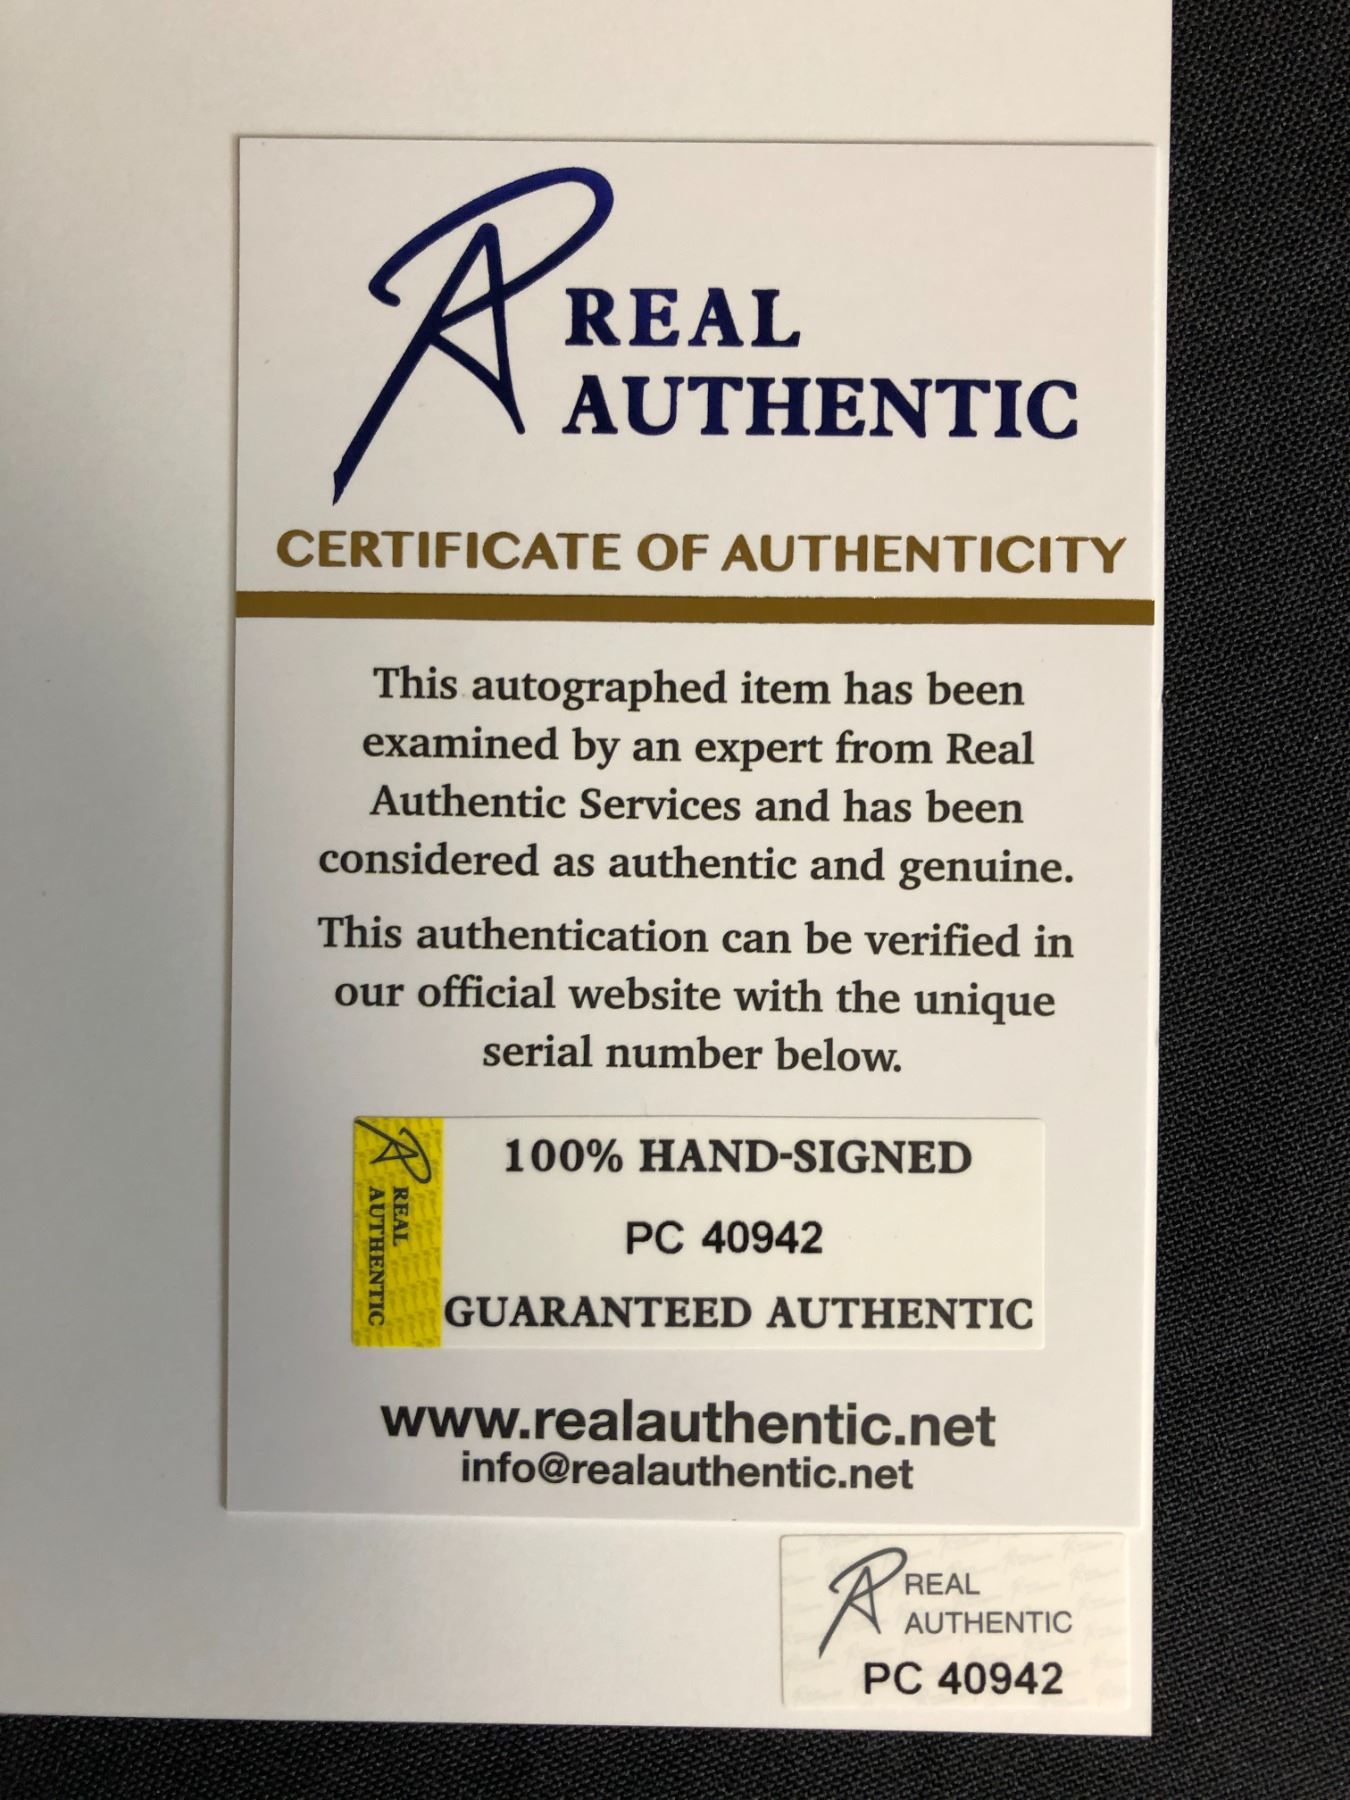 REAL
AUTHENTIC
CERTIFICATE OF AUTHENTICITY
This autographed item has been
examined by an expert from Real
Authentic Services and has been
considered as authentic and genuine.
This authentication can be verified in
our official website with the unique
serial number below.
REAL
AUTHENTIC
100% HAND-SIGNED
PC 40942
GUARANTEED AUTHENTIC
www.realauthentic.net
info@realauthentic.net
REAL
AUTHENTIC
PC 40942